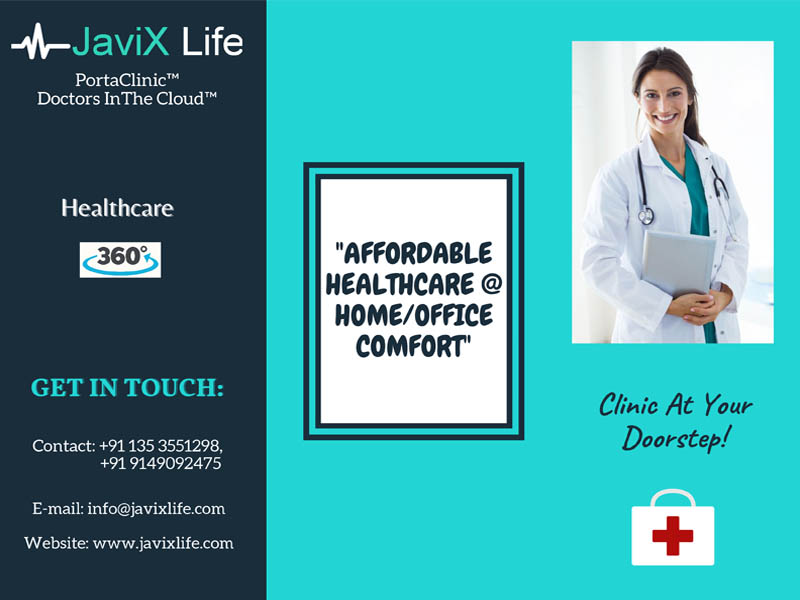 JaviX Life
PortaClinic™
Doctors InThe Cloud™
Healthcare
360°
GET IN TOUCH:
Contact: +91 135 3551298,
+91 9149092475
E-mail: info@javixlife.com
Website: www.javixlife.com
"AFFORDABLE
HEALTHCARE @
HOME/OFFICE
COMFORT"
Clinic At Your
Doorstep!